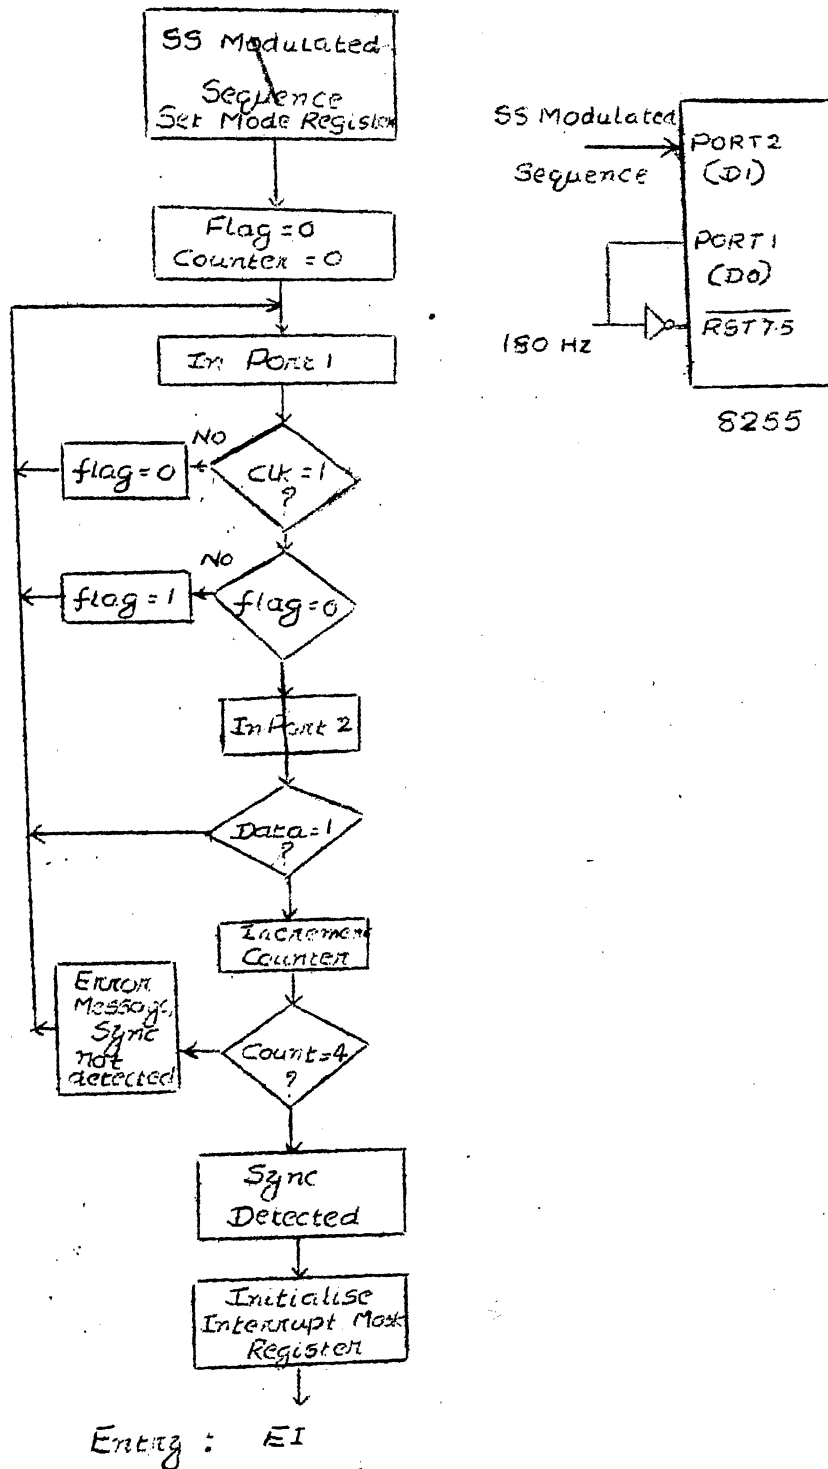 SS Modulated
Sequence
Set Mode Register
Flag = 0
Counter = 0
In Port 1
Clk = 1
?
NO
flag = 0
flag = 0
NO
flag = 1
In Port 2
Data = 1
?
Increment
Counter
Count = 4
?
Error
Message,
Sync
not
detected
Sync
Detected
Initialise
Interrupt Mask
Register
Entry : EI
SS Modulated
Sequence
PORT 2
(D1)
PORT 1
(D0)
180 HZ
RST 7.5
8255